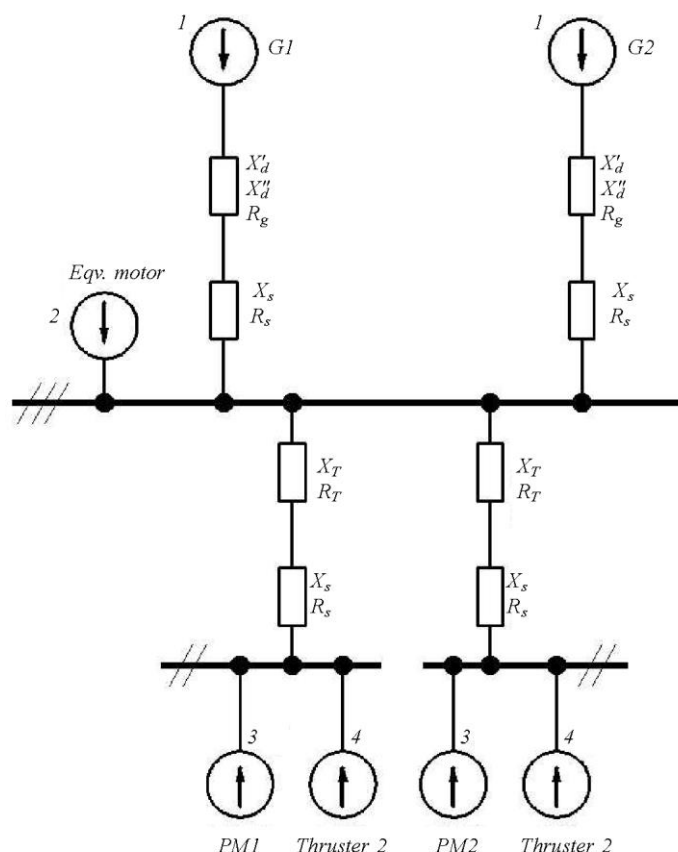 1
G1
1
G2
X'd
X''d
Rg
X'd
X''d
Rg
Eqv. motor
2
Xs
Rs
Xs
Rs
XT
RT
XT
RT
Xs
Rs
Xs
Rs
3
4
3
4
PM1
Thruster 2
PM2
Thruster 2